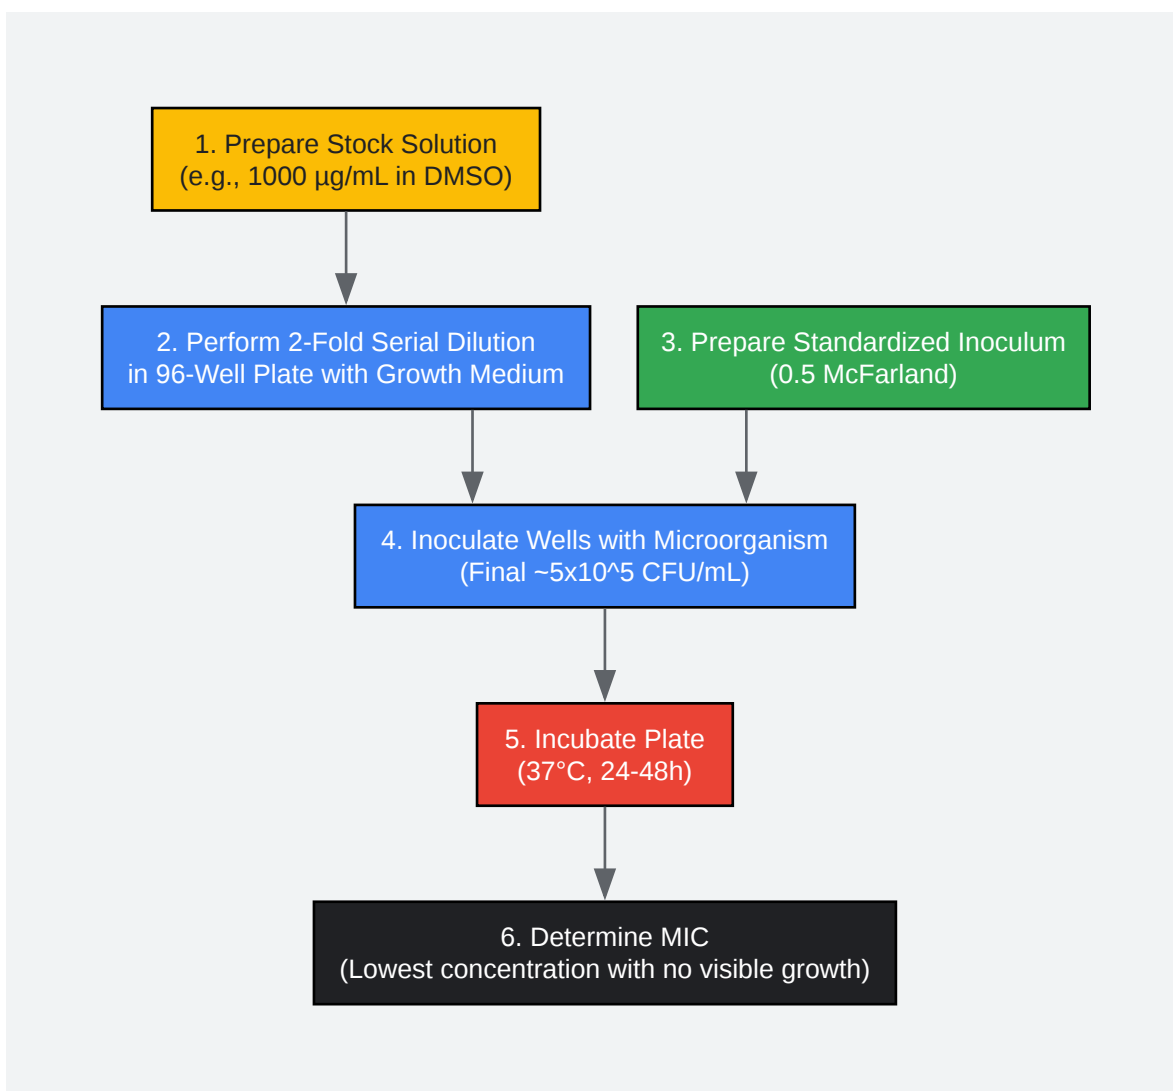 1. Prepare Stock Solution
(e.g., 1000 µg/mL in DMSO)
2. Perform 2-Fold Serial Dilution
in 96-Well Plate with Growth Medium
3. Prepare Standardized Inoculum
(0.5 McFarland)
4. Inoculate Wells with Microorganism
(Final ~5x10^5 CFU/mL)
5. Incubate Plate
(37°C, 24-48h)
6. Determine MIC
(Lowest concentration with no visible growth)